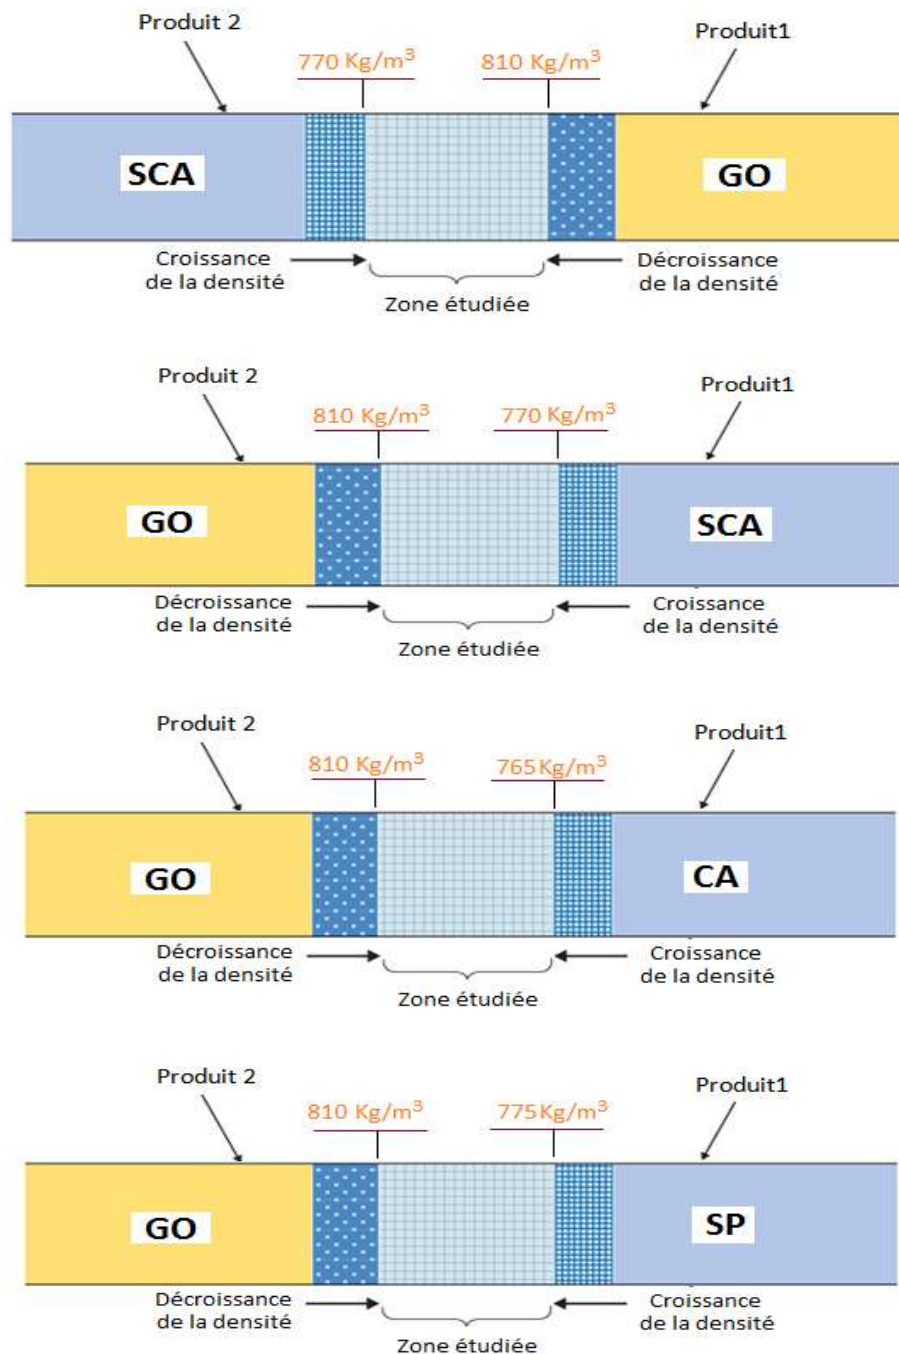 Produit 2
Produit1
770 Kg/m³
810 Kg/m³
SCA
GO
Croissance
de la densité
Décroissance
de la densité
Zone étudiée
Produit 2
Produit1
810 Kg/m³
770 Kg/m³
GO
SCA
Décroissance
de la densité
Croissance
de la densité
Zone étudiée
Produit 2
Produit1
810 Kg/m³
765Kg/m³
GO
CA
Décroissance
de la densité
Croissance
de la densité
Zone étudiée
Produit 2
Produit1
810 Kg/m³
775Kg/m³
GO
SP
Décroissance
de la densité
Croissance
de la densité
Zone étudiée